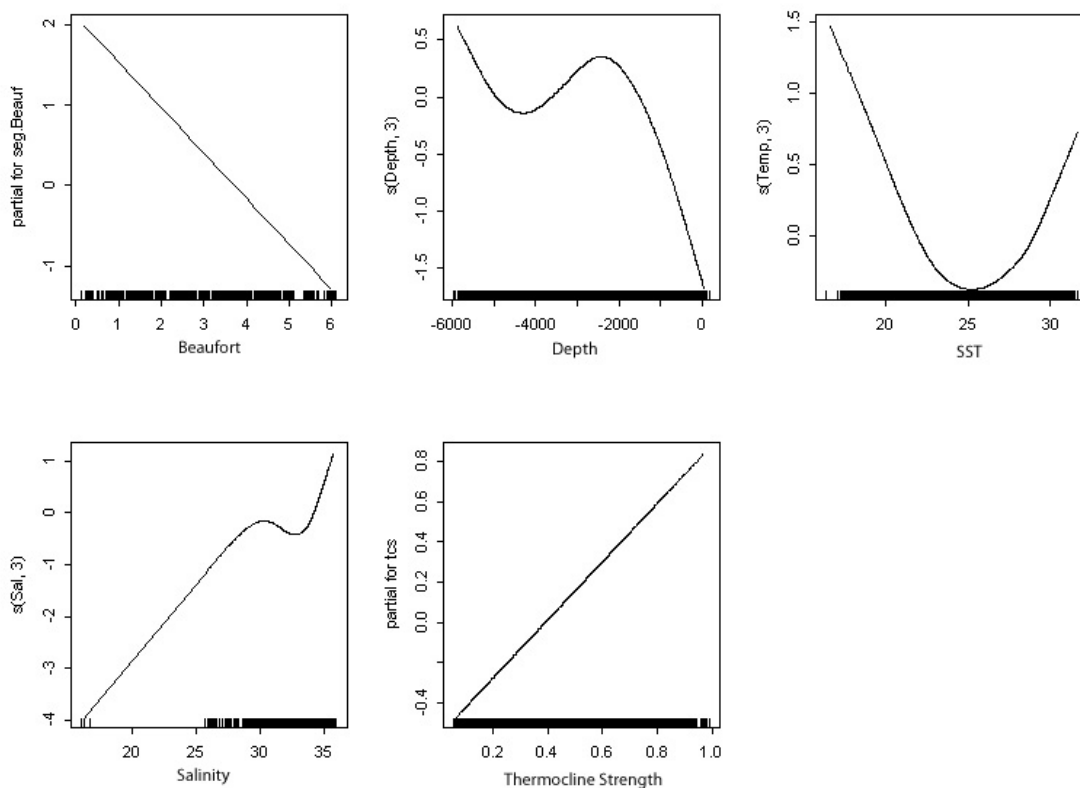 partial for seg.Beauf
2
1
0
-1
0 1 2 3 4 5 6
Beaufort
s(Depth, 3)
0.5
0.0
-0.5
-1.0
-1.5
-6000 -4000 -2000 0
Depth
s(Temp, 3)
1.5
1.0
0.5
0.0
20 25 30
SST
s(Sal, 3)
1
0
-1
-2
-3
-4
20 25 30 35
Salinity
partial for tcs
0.8
0.6
0.4
0.2
0.0
-0.4
0.2 0.4 0.6 0.8 1.0
Thermocline Strength